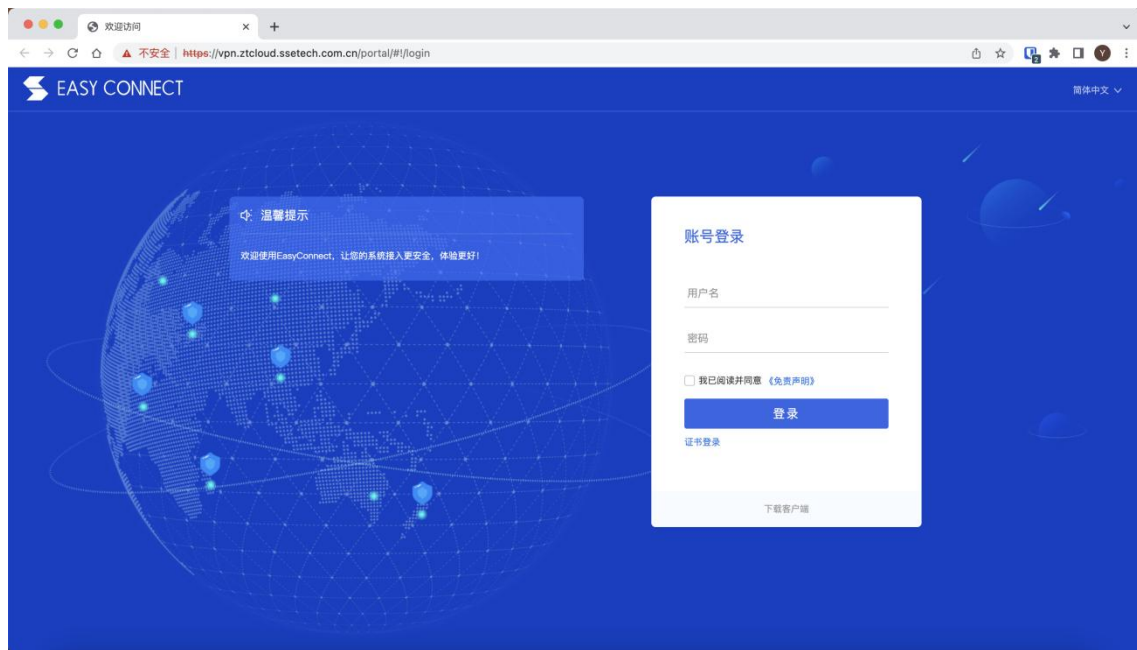 欢迎访问
不安全 | https://vpn.ztcloud.ssetech.com.cn/portal/#!/login
2
Y
EASY CONNECT
简体中文
温馨提示
欢迎使用EasyConnect，让您的系统接入更安全，体验更好！
账号登录
用户名
密码
我已阅读并同意 《免责声明》
登录
证书登录
下载客户端